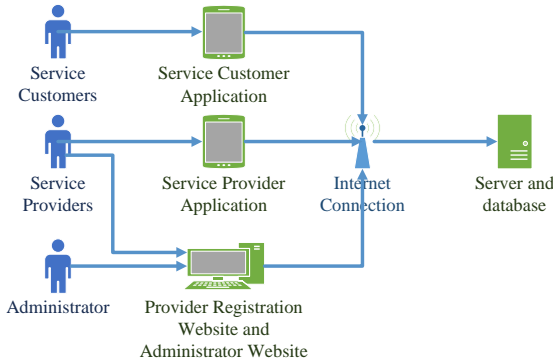 Service
Customers
Service Customer
Application
Service
Providers
Service Provider
Application
Internet
Connection
Server and
database
Administrator
Provider Registration
Website and
Administrator Website